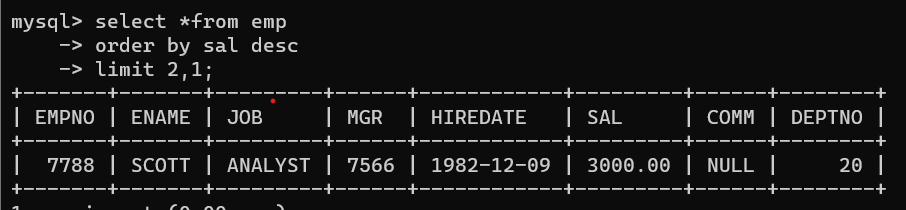 mysql> select *from emp
    -> order by sal desc
    -> limit 2,1;
+-------+-------+---------+------+------------+---------+------+--------+
| EMPNO | ENAME | JOB     | MGR  | HIREDATE   | SAL     | COMM | DEPTNO |
+-------+-------+---------+------+------------+---------+------+--------+
|  7788 | SCOTT | ANALYST | 7566 | 1982-12-09 | 3000.00 | NULL |     20 |
+-------+-------+---------+------+------------+---------+------+--------+